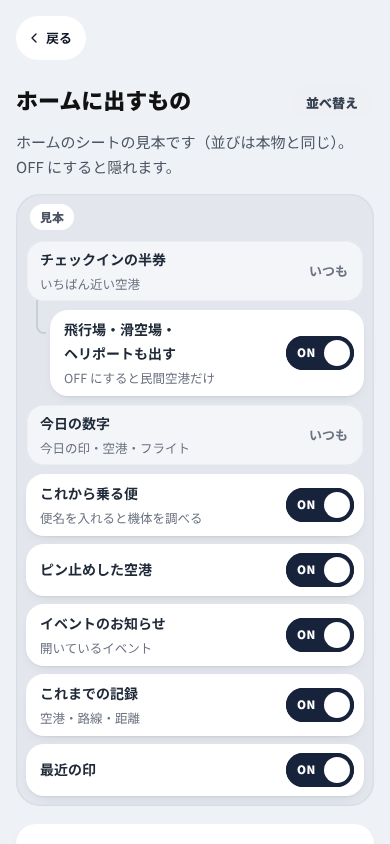 戻る
ホームに出すもの
並べ替え
ホームのシートの見本です（並びは本物と同じ）。
OFF にすると隠れます。
見本
チェックインの半券
いちばん近い空港
いつも
飛行場・滑空場・
ヘリポートも出す
OFF にすると民間空港だけ
ON
今日の数字
今日の印・空港・フライト
いつも
これから乗る便
便名を入れると機体を調べる
ON
ピン止めした空港
ON
イベントのお知らせ
開いているイベント
ON
これまでの記録
空港・路線・距離
ON
最近の印
ON